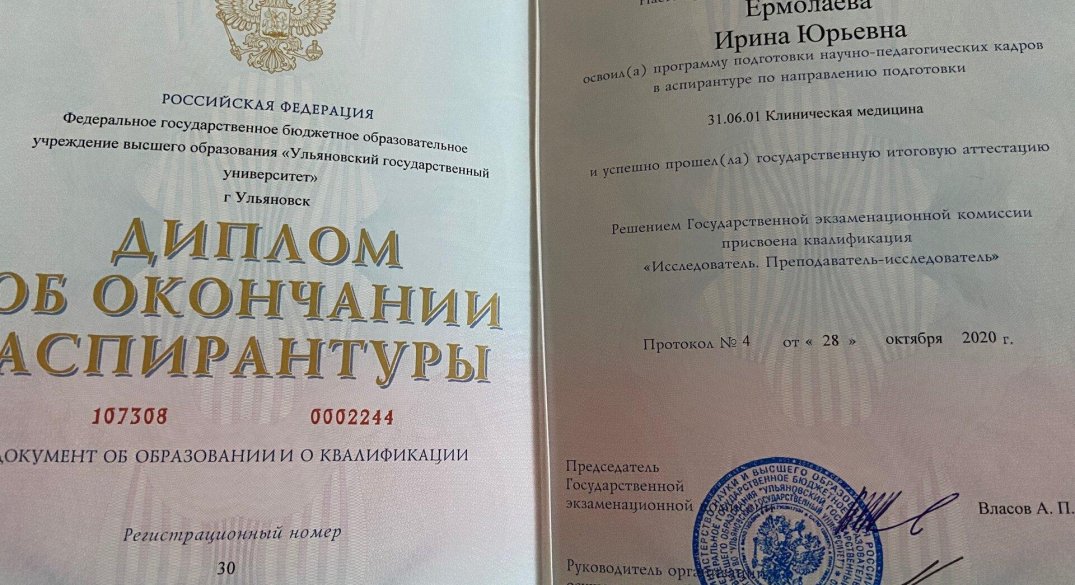 РОССИЙСКАЯ ФЕДЕРАЦИЯ
Федеральное государственное бюджетное образовательное
учреждение высшего образования «Ульяновский государственный
университет»
г Ульяновск
ДИПЛОМ
ОБ ОКОНЧАНИИ
АСПИРАНТУРЫ
107308 0002244
ДОКУМЕНТ ОБ ОБРАЗОВАНИИ И О КВАЛИФИКАЦИИ
Регистрационный номер
30
Ермолаева
Ирина Юрьевна
освоил(а) программу подготовки научно-педагогических кадров
в аспирантуре по направлению подготовки
31.06.01 Клиническая медицина
и успешно прошел(ла) государственную итоговую аттестацию
Решением Государственной экзаменационной комиссии
присвоена квалификация
«Исследователь. Преподаватель-исследователь»
Протокол № 4 от « 28 » октября 2020 г.
Председатель
Государственной
экзаменационной
Власов А. П.
Руководитель